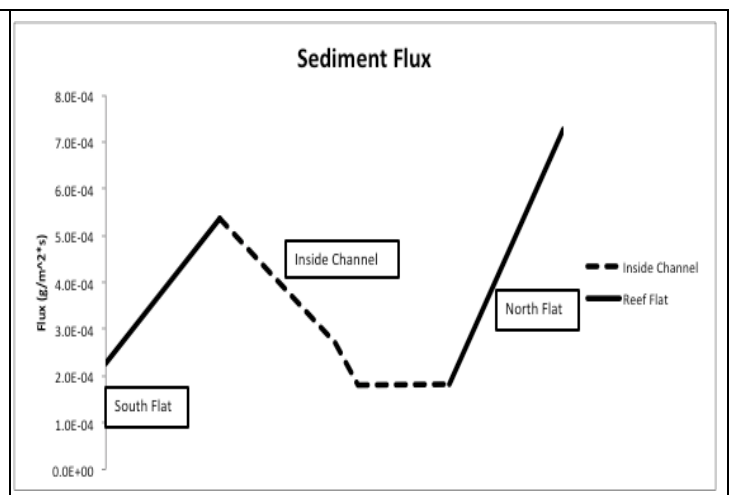 Sediment Flux
8.0E-04
7.0E-04
6.0E-04
5.0E-04
4.0E-04
3.0E-04
2.0E-04
1.0E-04
0.0E+00
Flux (g/m^2*s)
South Flat
Inside Channel
North Flat
Inside Channel
Reef Flat